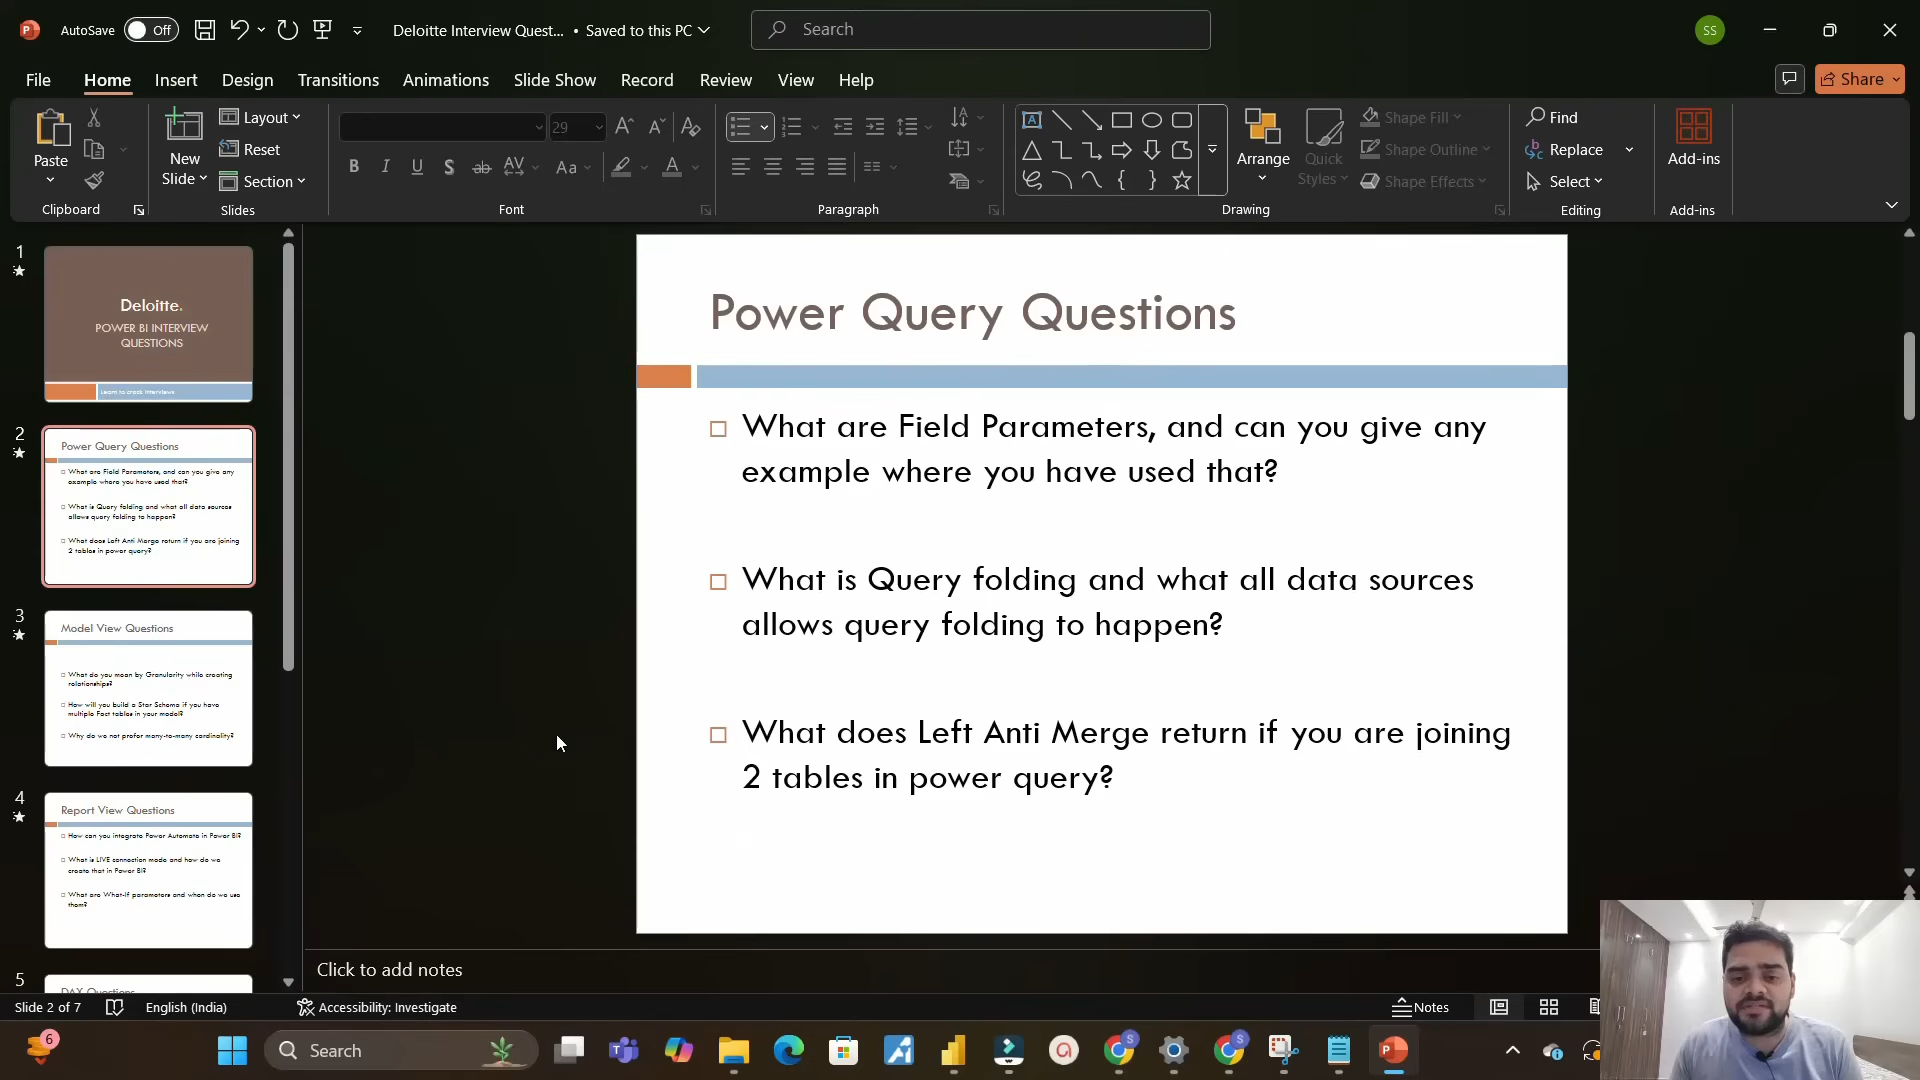 AutoSave Off Deloitte Interview Quest... • Saved to this PC Search SS
File Home Insert Design Transitions Animations Slide Show Record Review View Help Share
Paste New Slide Layout Reset Section 29 Arrange Quick Styles Shape Fill Shape Outline Shape Effects Find Replace Select Add-ins
Clipboard Slides Font Paragraph Drawing Editing Add-ins
1
Deloitte.
POWER BI INTERVIEW
QUESTIONS
Learn to crack Interviews
2
Power Query Questions
What are Field Parameters, and can you give any
example where you have used that?
What is Query folding and what all data sources
allows query folding to happen?
What does Left Anti Merge return if you are joining
2 tables in power query?
3
Model View Questions
What do you mean by Granularity while creating
relationships?
How will you build a Star Schema if you have
multiple Fact tables in your model?
Why do we not prefer many-to-many cardinality?
4
Report View Questions
How can you integrate Power Automate in Power BI?
What is LIVE connection mode and how do we
create that in Power BI?
What are What-If parameters and when do we use
them?
5
DAX Questions
Power Query Questions
What are Field Parameters, and can you give any
example where you have used that?
What is Query folding and what all data sources
allows query folding to happen?
What does Left Anti Merge return if you are joining
2 tables in power query?
Click to add notes
Slide 2 of 7 English (India) Accessibility: Investigate Notes
6 Search